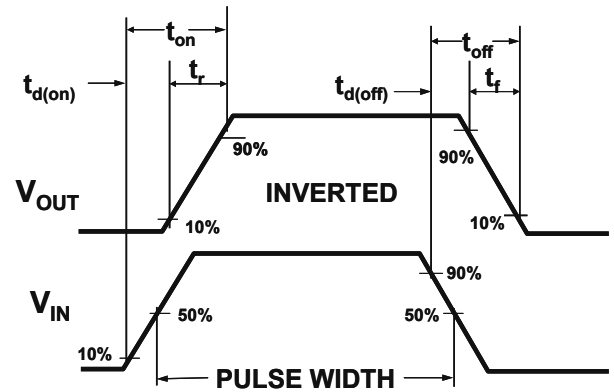 t_on t_off
t_d(on) t_r t_d(off) t_f
90% 90%
V_OUT INVERTED
10% 10%
90%
V_IN 50% 50%
10%
PULSE WIDTH